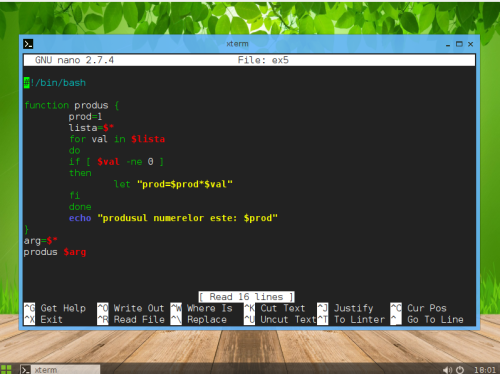 xterm
GNU nano 2.7.4 File: ex5
#!/bin/bash
function produs {
prod=1
lista=$*
for val in $lista
do
if [ $val -ne 0 ]
then
let "prod=$prod*$val"
fi
done
echo "produsul numerelor este: $prod"
}
arg=$*
produs $arg
[ Read 16 lines ]
^G Get Help ^O Write Out ^W Where Is ^K Cut Text ^J Justify ^C Cur Pos
^X Exit ^R Read File ^\ Replace ^U Uncut Text ^T To Linter ^_ Go To Line
xterm 18:01